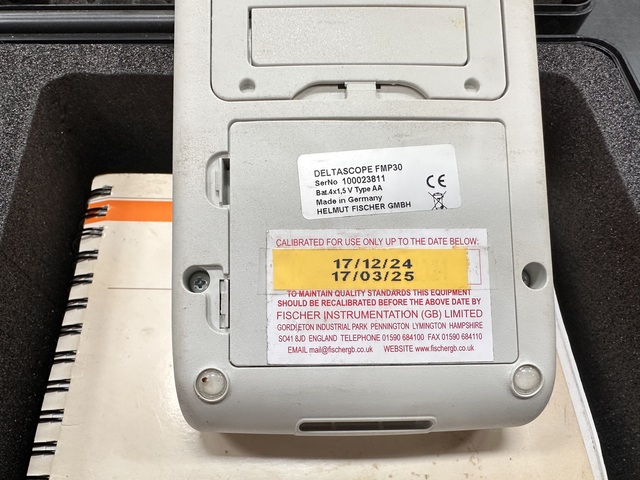 DELTASCOPE FMP30
SerNo 100023811
Bat.4x1,5 V Type AA
Made in Germany
HELMUT FISCHER GMBH
CE
CALIBRATED FOR USE ONLY UP TO THE DATE BELOW:
17/12/24
17/03/25
TO MAINTAIN QUALITY STANDARDS THIS EQUIPMENT
SHOULD BE RECALIBRATED BEFORE THE ABOVE DATE BY
FISCHER INSTRUMENTATION (GB) LIMITED
GORDLETON INDUSTRIAL PARK PENNINGTON LYMINGTON HAMPSHIRE
SO41 8JD ENGLAND TELEPHONE 01590 684100 FAX 01590 684110
EMAIL mail@fischergb.co.uk WEBSITE www.fischergb.co.uk